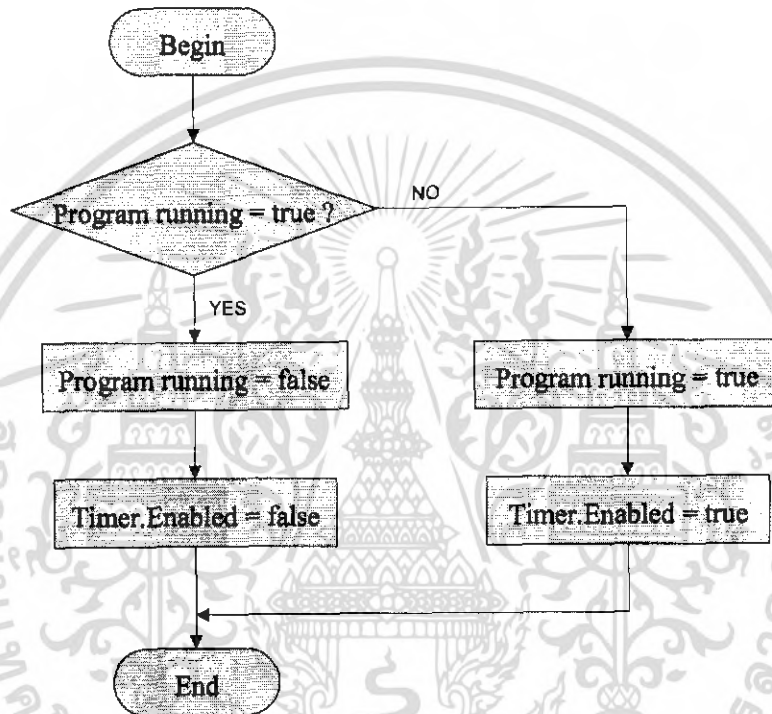 Begin
Program running = true ?
NO
YES
Program running = false
Program running = true
Timer.Enabled = false
Timer.Enabled = true
End